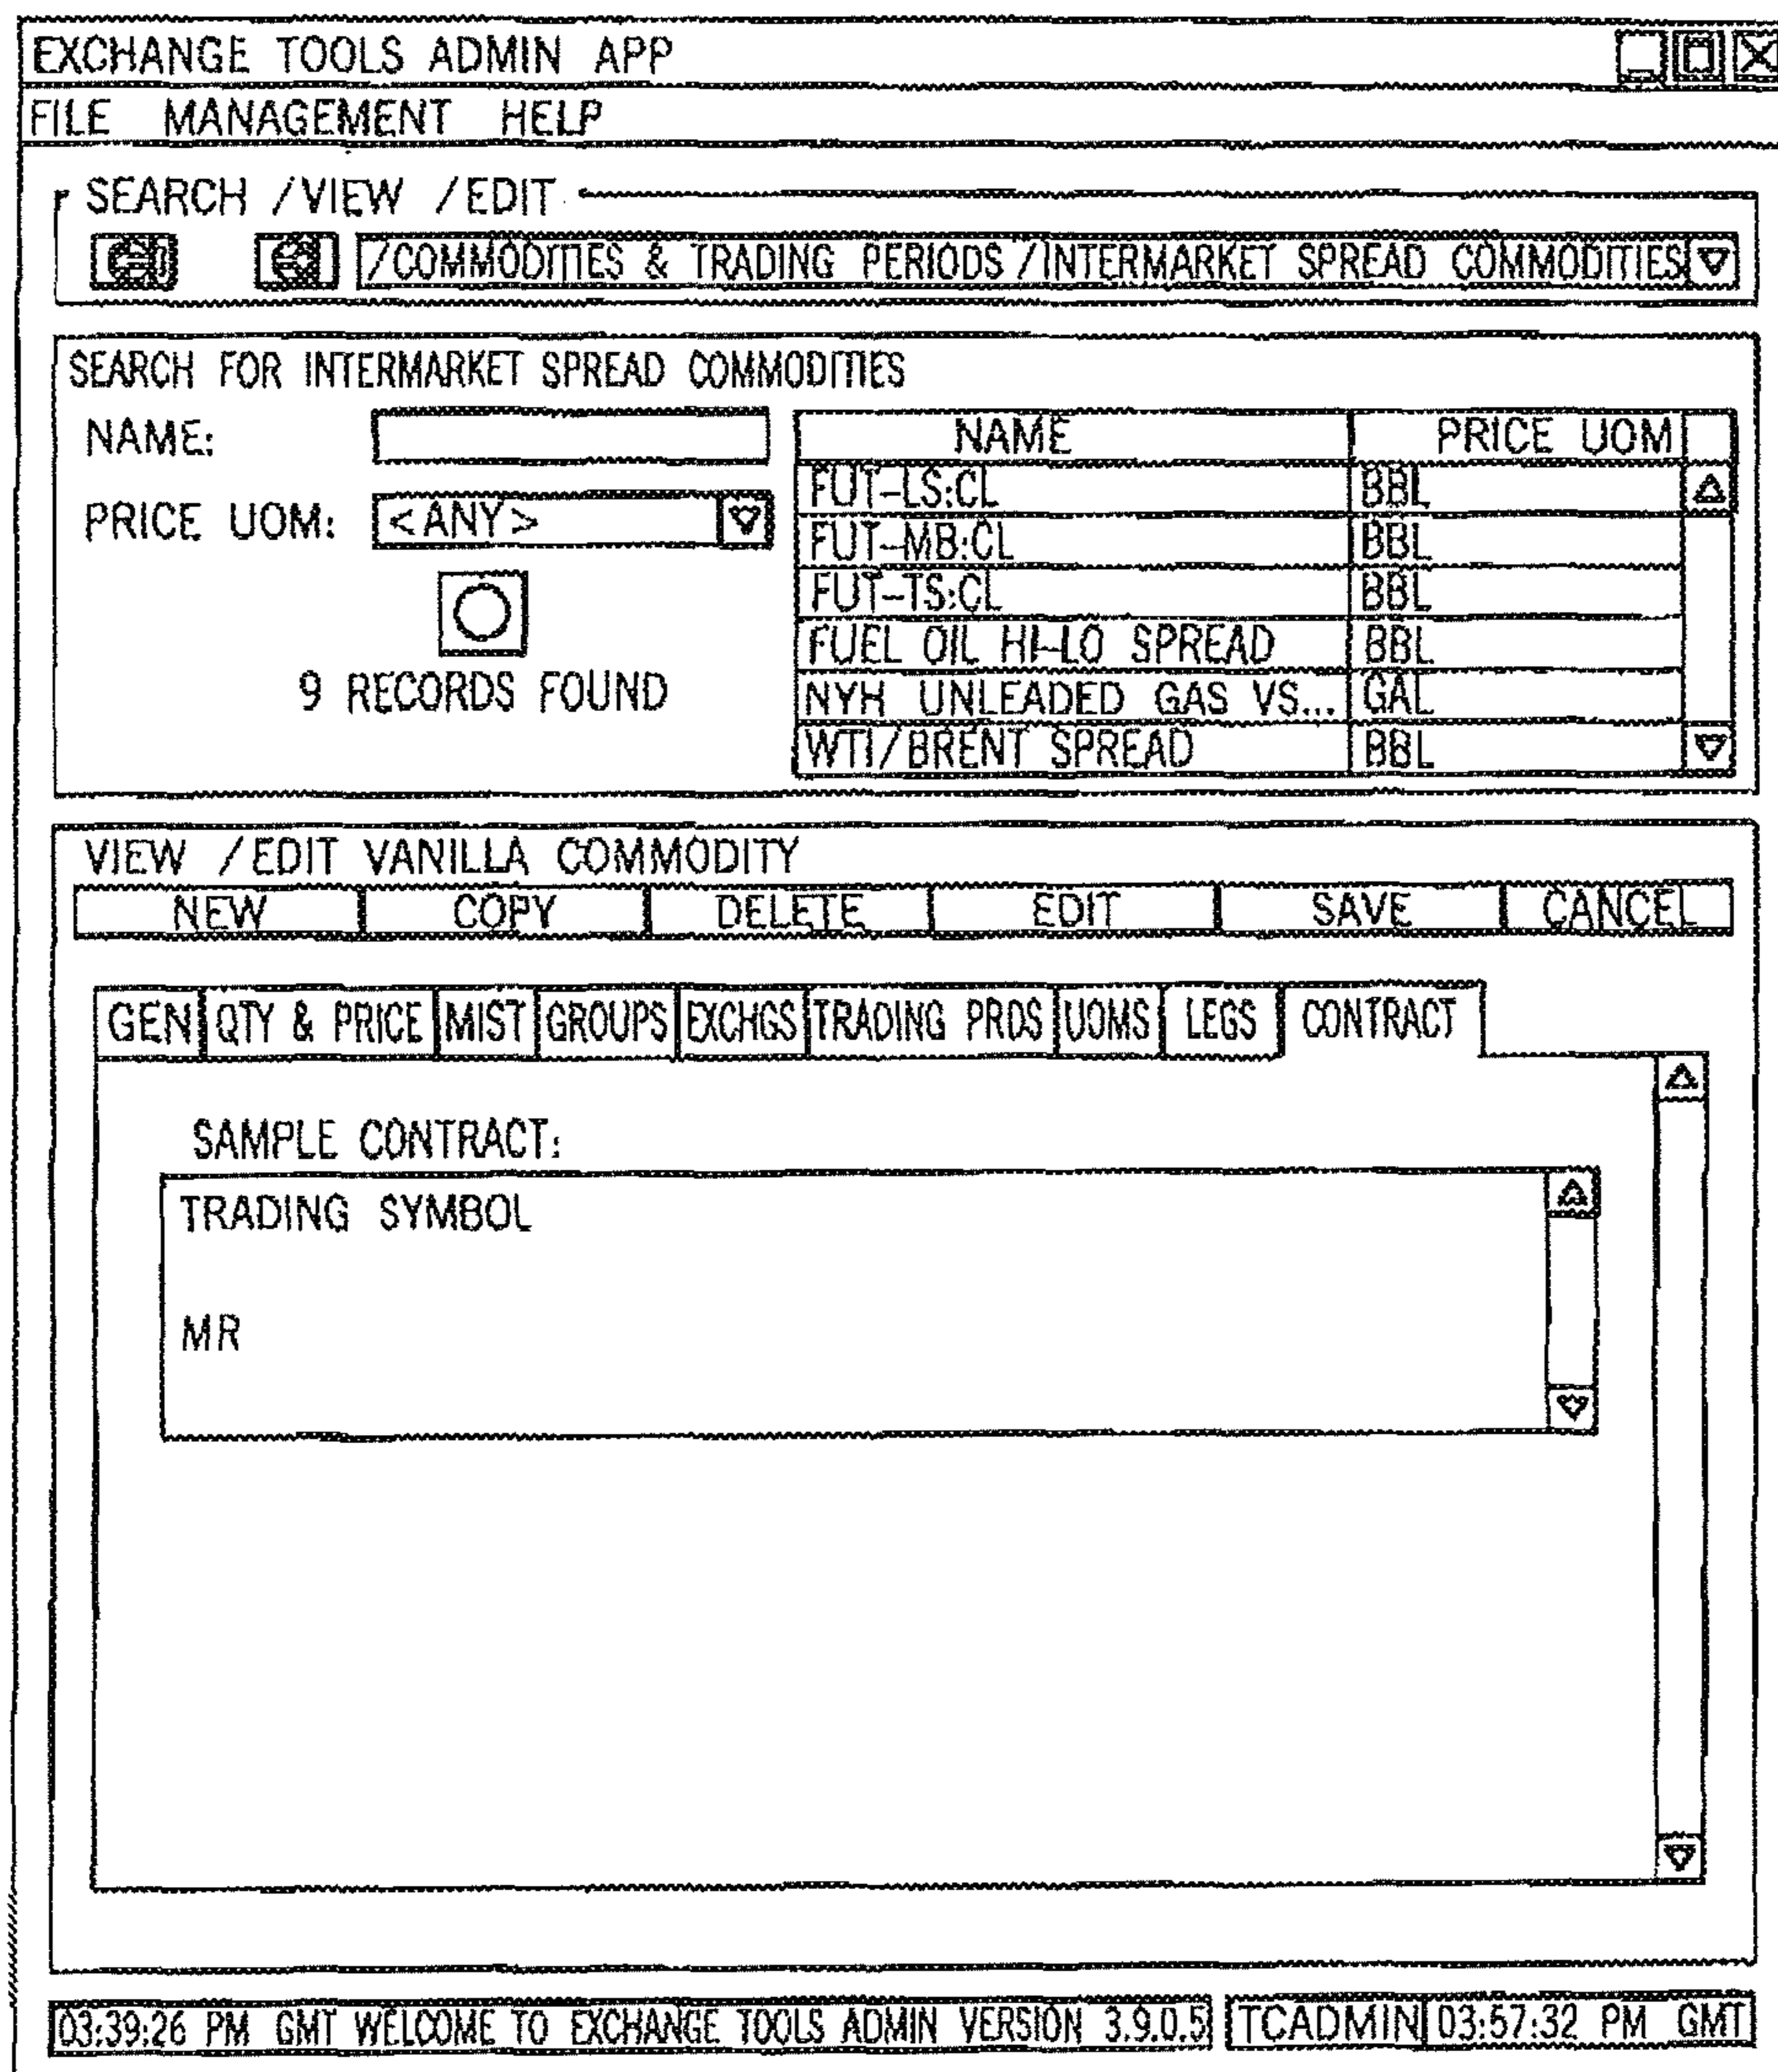 EXCHANGE TOOLS ADMIN APP
FILE MANAGEMENT HELP
SEARCH /VIEW /EDIT
/COMMODITIES & TRADING PERIODS /INTERMARKET SPREAD COMMODITIES
SEARCH FOR INTERMARKET SPREAD COMMODITIES
NAME:
PRICE UOM: <ANY>
9 RECORDS FOUND
NAME PRICE UOM
FUT-LS:CL BBL
FUT-MB:CL BBL
FUT-TS:CL BBL
FUEL OIL HI-LO SPREAD BBL
NYH UNLEADED GAS VS... GAL
WTI/BRENT SPREAD BBL
VIEW /EDIT VANILLA COMMODITY
NEW COPY DELETE EDIT SAVE CANCEL
GEN QTY & PRICE MIST GROUPS EXCHGS TRADING PRDS UOMS LEGS CONTRACT
SAMPLE CONTRACT:
TRADING SYMBOL
MR
03:39:26 PM GMT WELCOME TO EXCHANGE TOOLS ADMIN VERSION 3.9.0.5 TCADMIN 03:57:32 PM GMT